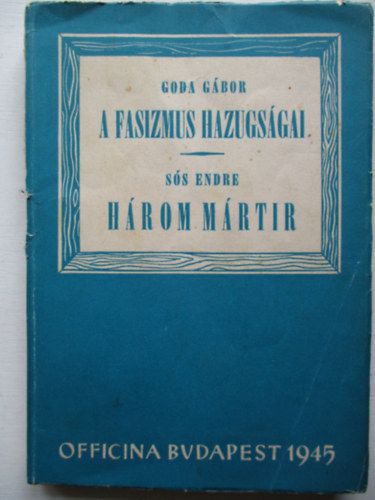 GODA GÁBOR
A FASIZMUS HAZUGSÁGAI
SÓS ENDRE
HÁROM MÁRTIR
OFFICINA BUDAPEST 1945